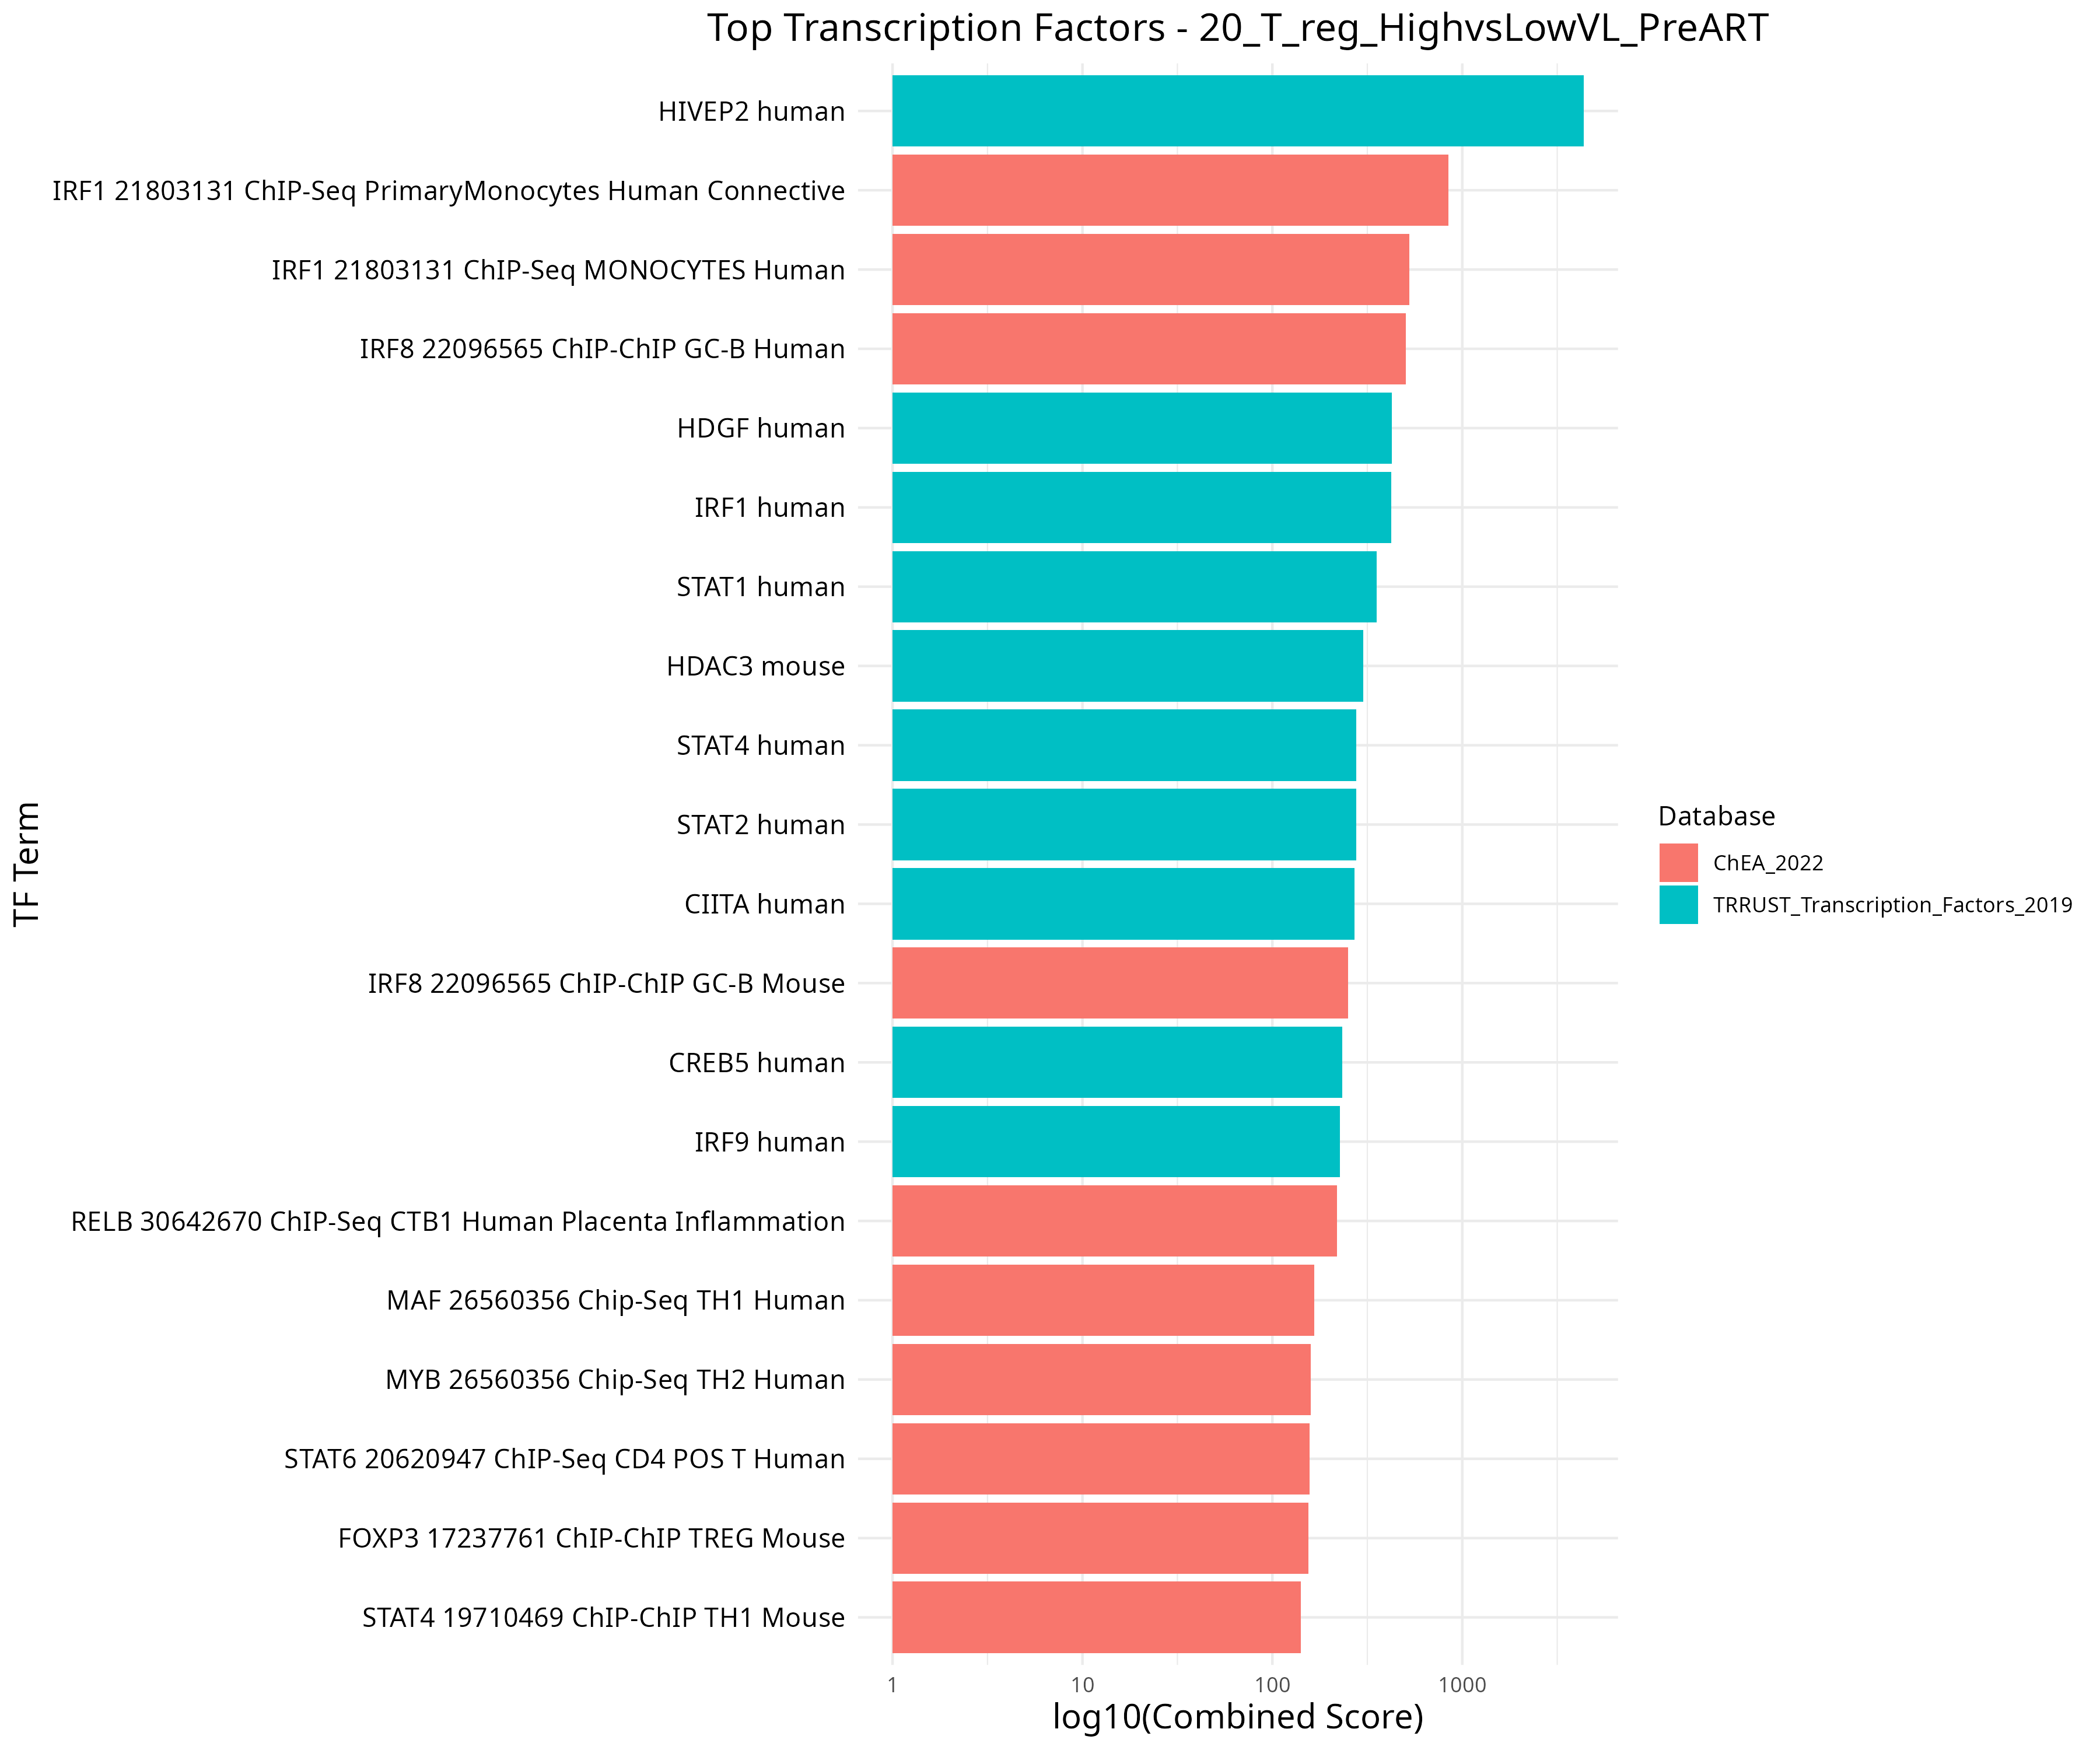 Top Transcription Factors - 20_T_reg_HighvsLowVL_PreART
TF Term
HIVEP2 human
IRF1 21803131 ChIP-Seq PrimaryMonocytes Human Connective
IRF1 21803131 ChIP-Seq MONOCYTES Human
IRF8 22096565 ChIP-ChIP GC-B Human
HDGF human
IRF1 human
STAT1 human
HDAC3 mouse
STAT4 human
STAT2 human
CIITA human
IRF8 22096565 ChIP-ChIP GC-B Mouse
CREB5 human
IRF9 human
RELB 30642670 ChIP-Seq CTB1 Human Placenta Inflammation
MAF 26560356 Chip-Seq TH1 Human
MYB 26560356 Chip-Seq TH2 Human
STAT6 20620947 ChIP-Seq CD4 POS T Human
FOXP3 17237761 ChIP-ChIP TREG Mouse
STAT4 19710469 ChIP-ChIP TH1 Mouse
1 10 100 1000
log10(Combined Score)
Database
ChEA_2022
TRRUST_Transcription_Factors_2019